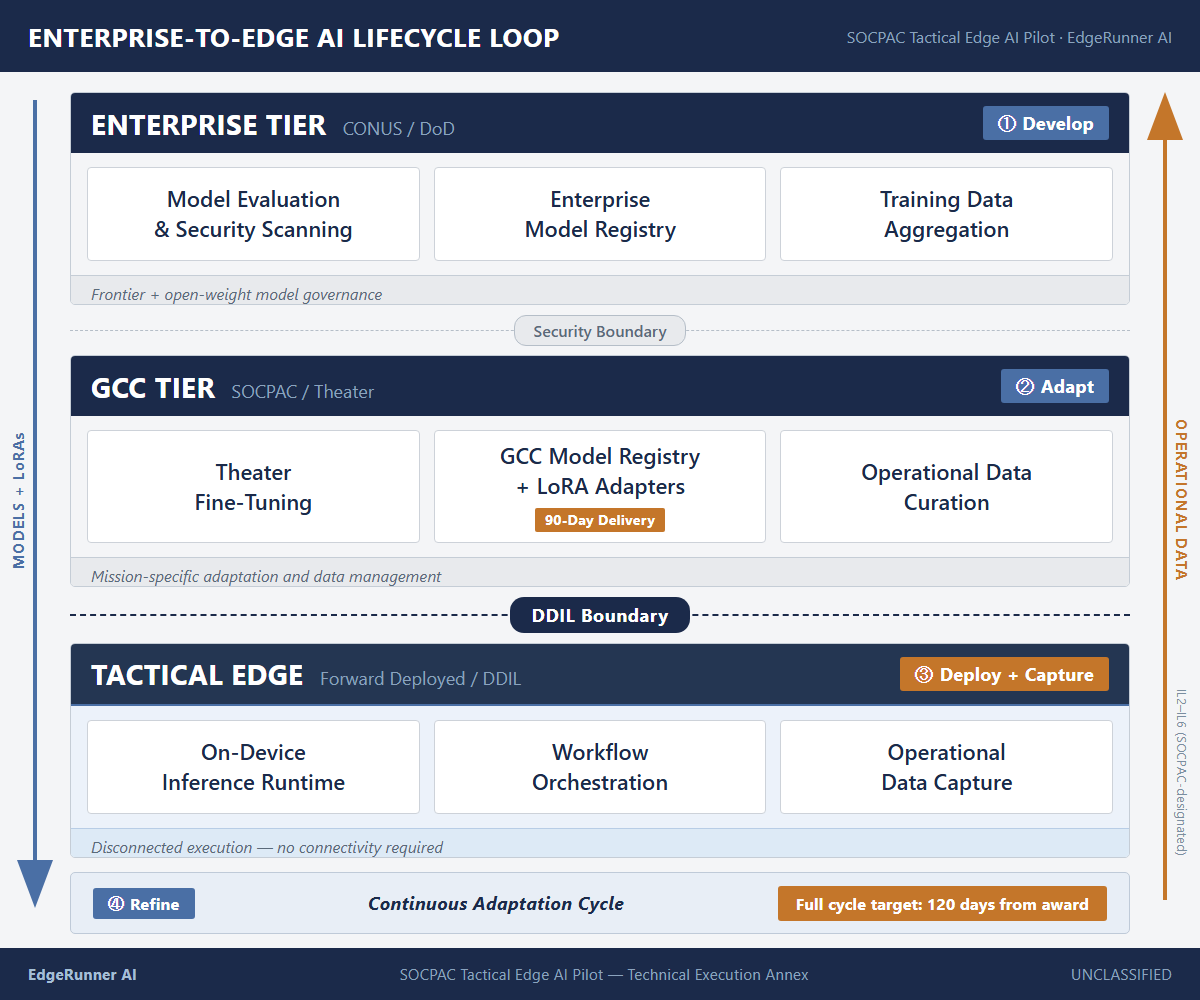 ENTERPRISE-TO-EDGE AI LIFECYCLE LOOP
SOCPAC Tactical Edge AI Pilot · EdgeRunner AI
ENTERPRISE TIER CONUS / DoD
① Develop
Model Evaluation
& Security Scanning
Enterprise
Model Registry
Training Data
Aggregation
Frontier + open-weight model governance
Security Boundary
GCC TIER SOCPAC / Theater
② Adapt
Theater
Fine-Tuning
GCC Model Registry
+ LoRA Adapters
90-Day Delivery
Operational Data
Curation
Mission-specific adaptation and data management
DDIL Boundary
TACTICAL EDGE Forward Deployed / DDIL
③ Deploy + Capture
On-Device
Inference Runtime
Workflow
Orchestration
Operational
Data Capture
Disconnected execution — no connectivity required
④ Refine
Continuous Adaptation Cycle
Full cycle target: 120 days from award
MODELS + LoRAs
OPERATIONAL DATA
IL2–IL6 (SOCPAC-designated)
EdgeRunner AI
SOCPAC Tactical Edge AI Pilot — Technical Execution Annex
UNCLASSIFIED